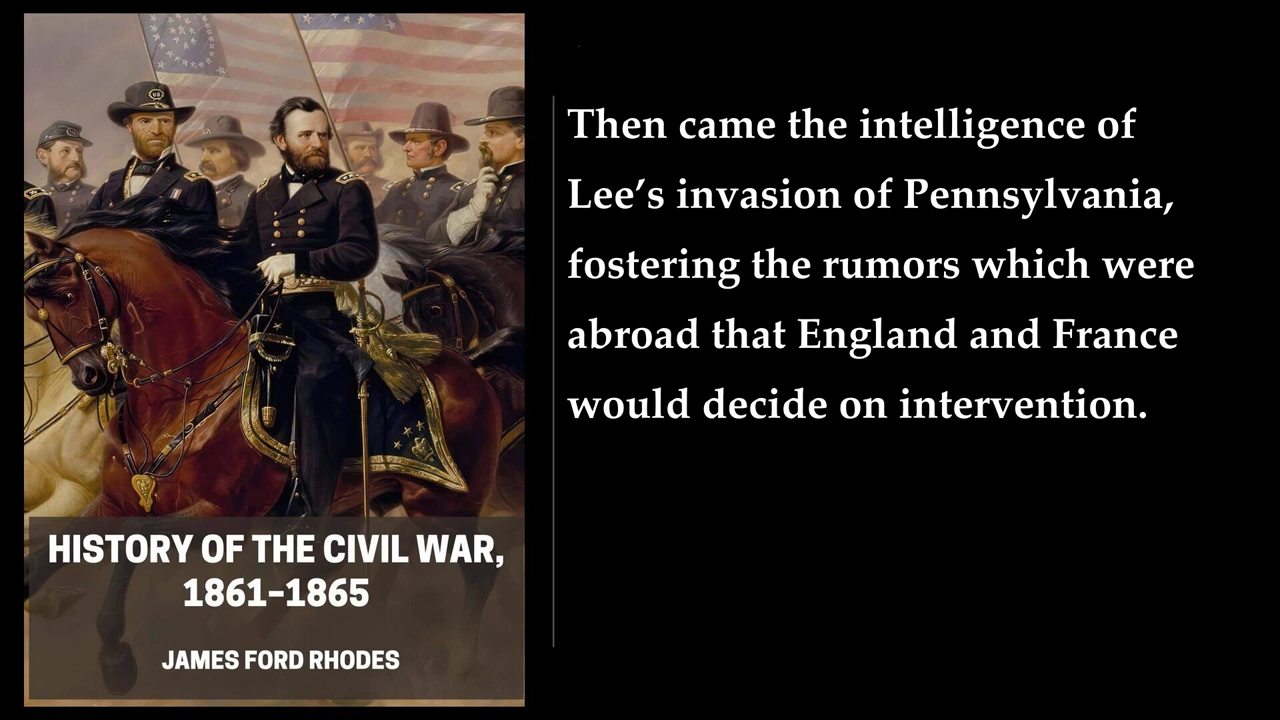 Then came the intelligence of
Lee’s invasion of Pennsylvania,
fostering the rumors which were
abroad that England and France
would decide on intervention.
HISTORY OF THE CIVIL WAR,
1861–1865
JAMES FORD RHODES